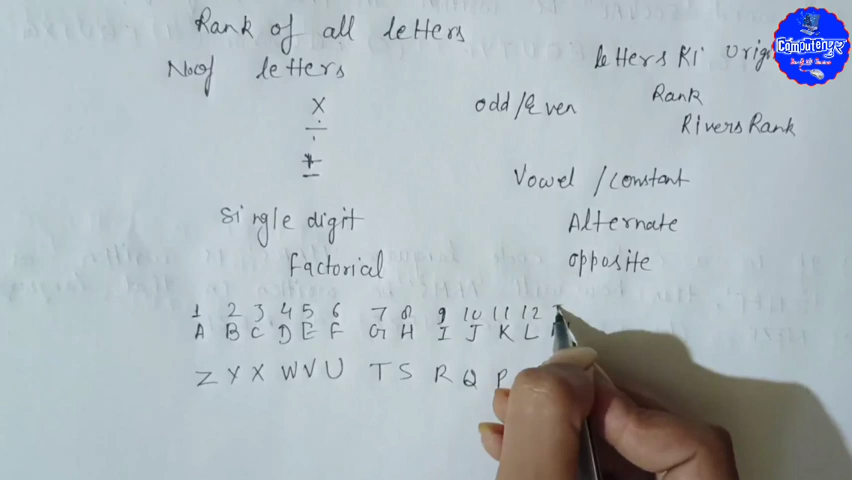 Rank of all letters
No of letters
×
÷
±
Single digit
Factorial
letters Ki
Rank
Rivers Rank
Odd/Even
Vowel / Constant
Alternate
Opposite
1 2 3 4 5 6 7 8 9 10 11 12
A B C D E F G H I J K L
Z Y X W V U T S R Q P
Computengr